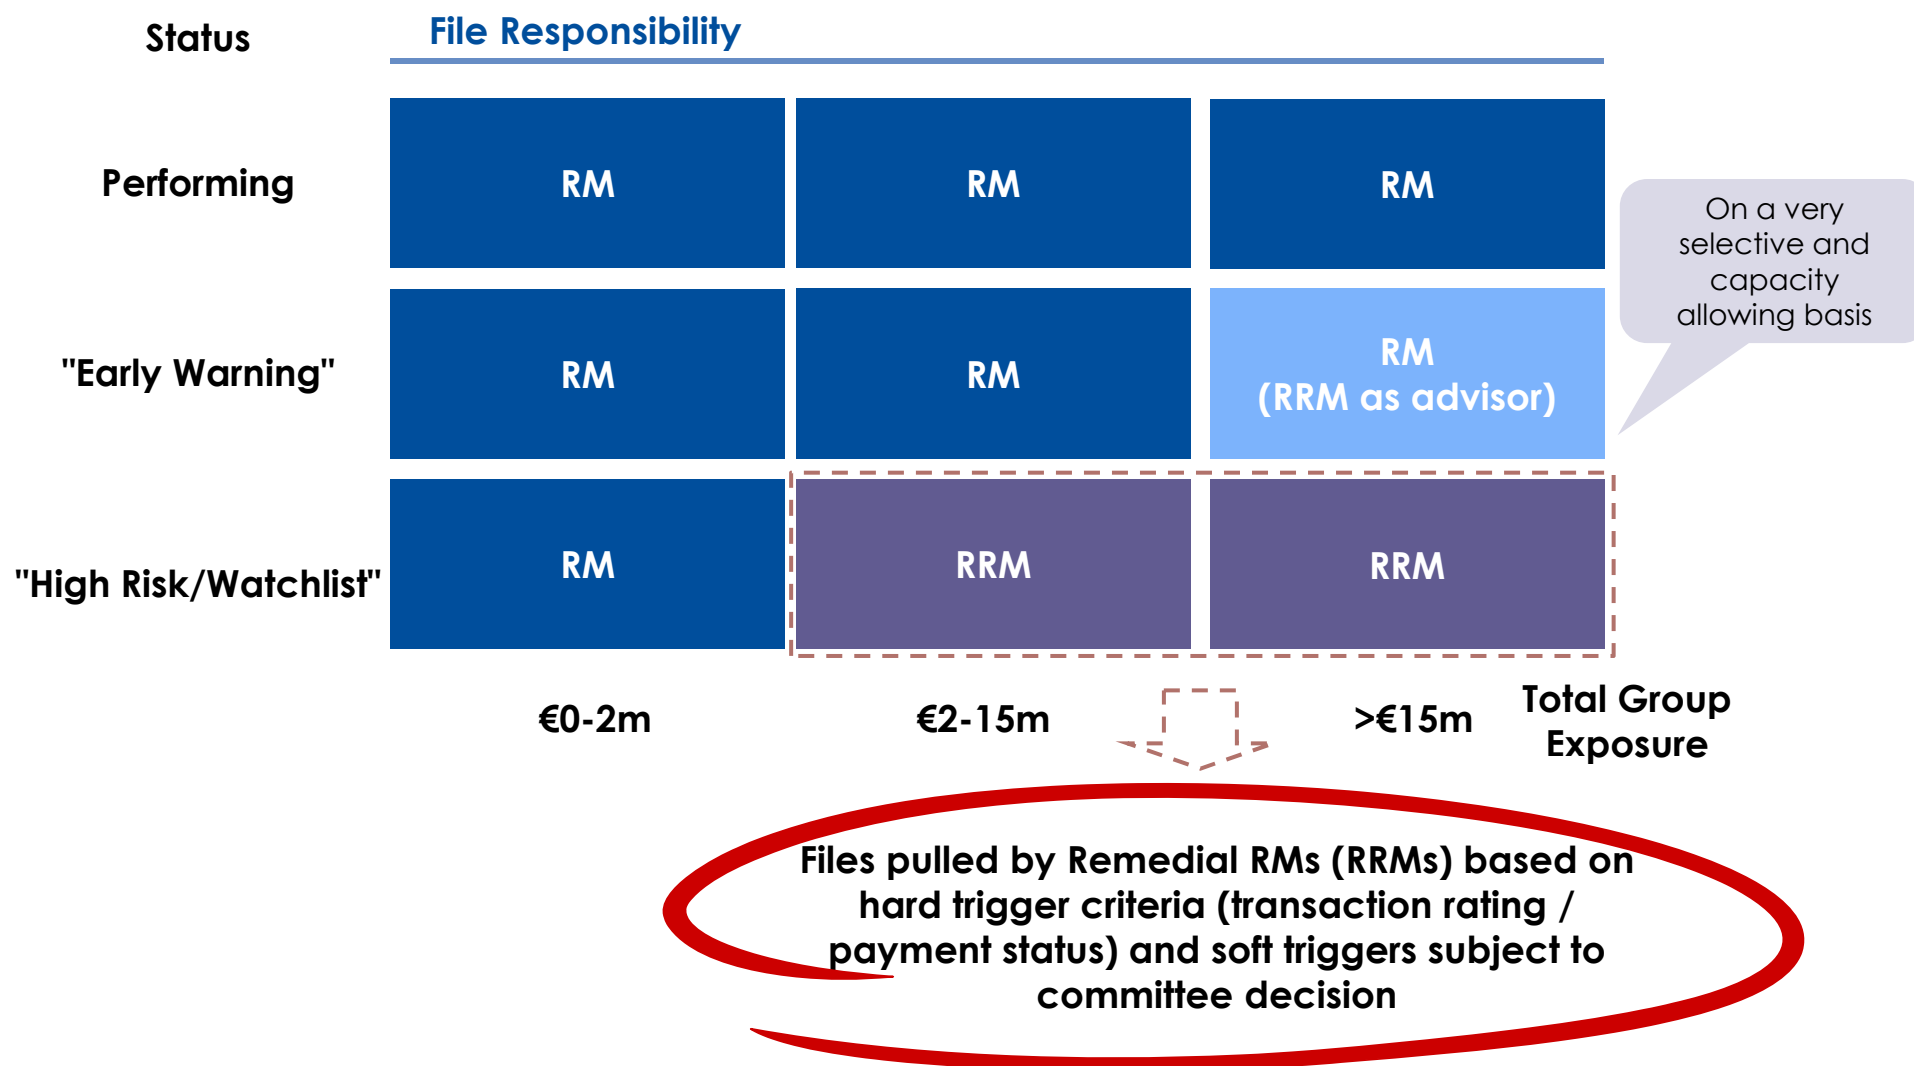 Status
File Responsibility
Performing
RM
RM
RM
On a very
selective and
capacity
allowing basis
"Early Warning"
RM
RM
RM
(RRM as advisor)
"High Risk/Watchlist"
RM
RRM
RRM
€0-2m
€2-15m
>€15m
Total Group
Exposure
Files pulled by Remedial RMs (RRMs) based on
hard trigger criteria (transaction rating /
payment status) and soft triggers subject to
committee decision